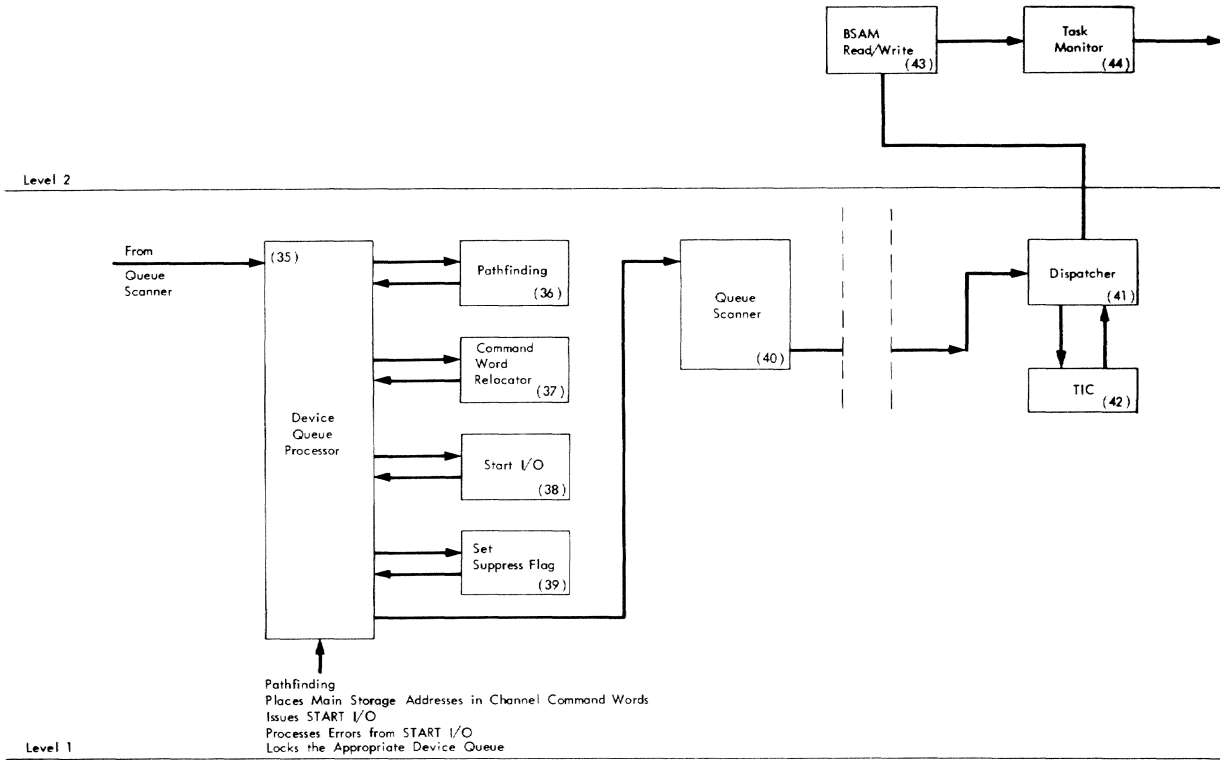 BSAM
Read/Write
(43)
Task
Monitor
(44)
Level 2
From
Queue
Scanner
(35)
Device
Queue
Processor
Pathfinding
(36)
Command
Word
Relocator
(37)
Start I/O
(38)
Set
Suppress Flag
(39)
Queue
Scanner
(40)
Dispatcher
(41)
TIC
(42)
Pathfinding
Places Main Storage Addresses in Channel Command Words
Issues START I/O
Processes Errors from START I/O
Locks the Appropriate Device Queue
Level 1